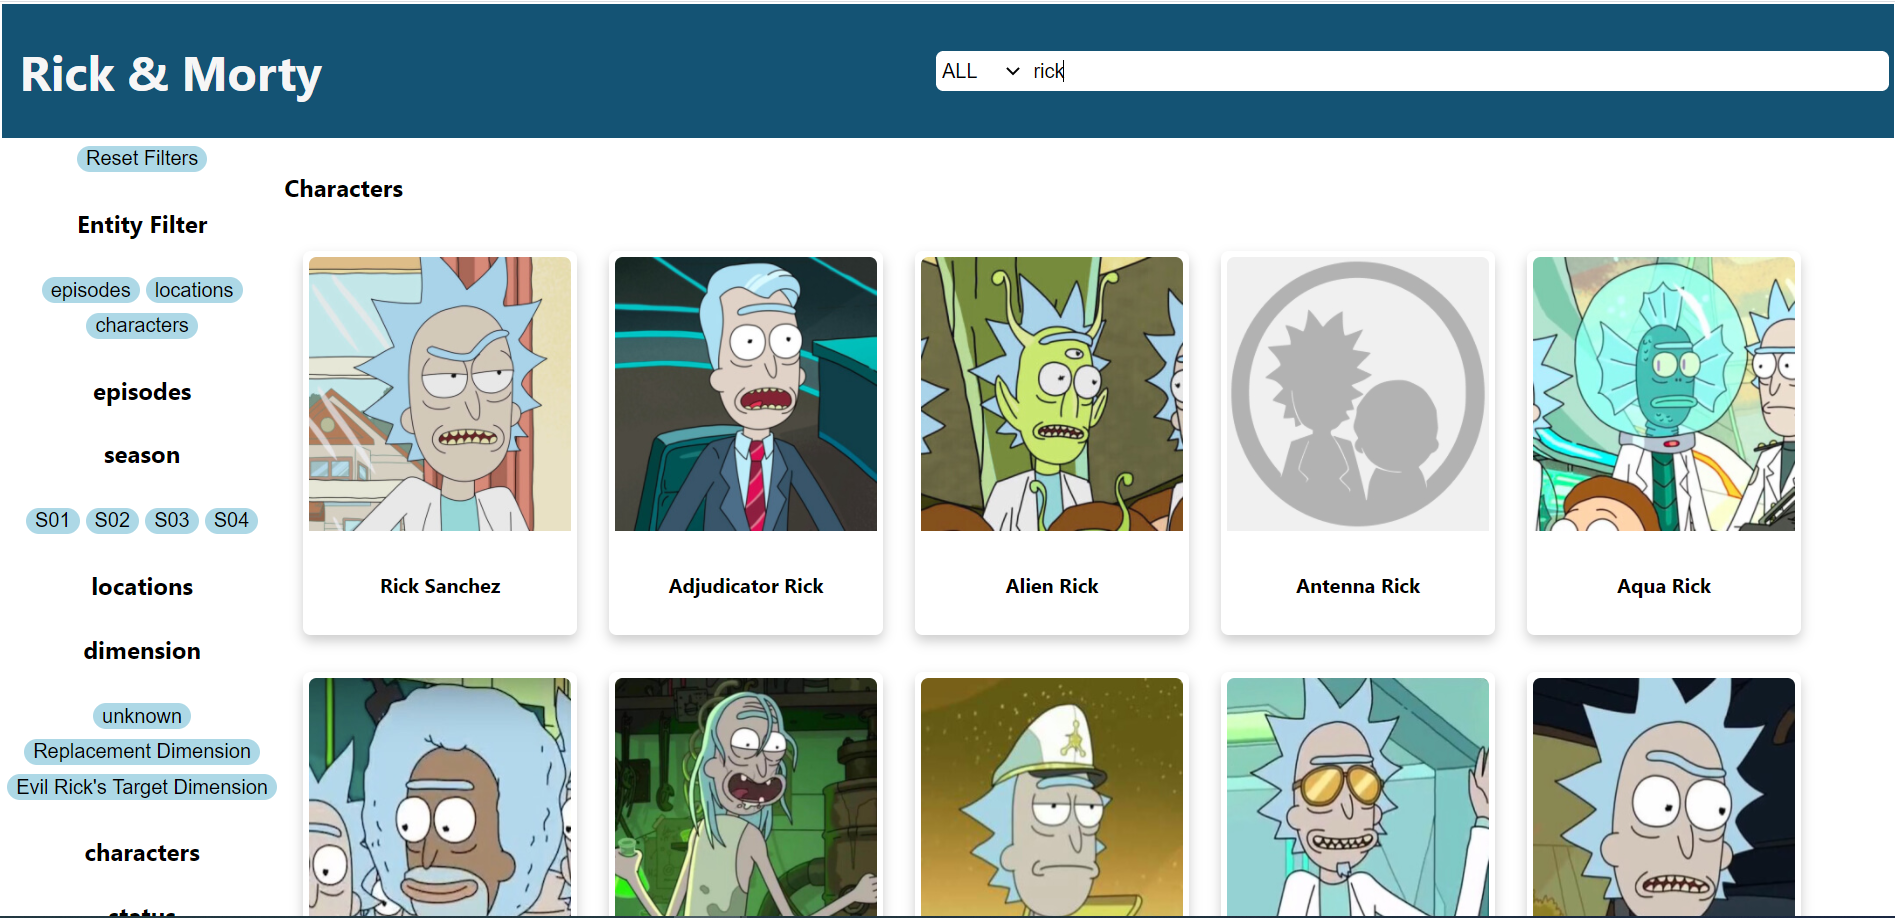 Rick & Morty
ALL rick
Reset Filters
Entity Filter
episodes locations
characters
episodes
season
S01 S02 S03 S04
locations
dimension
unknown
Replacement Dimension
Evil Rick's Target Dimension
characters
status
Characters
Rick Sanchez
Adjudicator Rick
Alien Rick
Antenna Rick
Aqua Rick